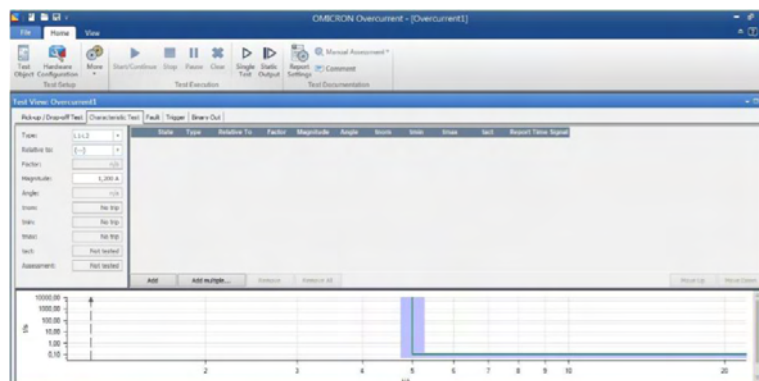 OMICRON Overcurrent - [Overcurrent1]
File Home View
Test Object Hardware Configuration More Start/Continue Stop Pause Clear Single Test Static Output Report Settings Manual Assessment
Comment
Test Setup Test Execution Test Documentation
Test View: Overcurrent1
Pick-up / Drop-off Test Characteristic Test Fault Trigger Binary Out
Type: L1-L2 State Type Relative To Factor Magnitude Angle tnom tmin tmax tact Report Time Signal
Relative to: (--)
Factor: n/a
Magnitude: 1,200 A
Angle: n/a
tnom: No trip
tmin: No trip
tmax: No trip
tact: Not tested
Assessment: Not tested
Add Add multiple... Remove Remove All Move Up Move Down
10000,00
1000,00
100,00
10,00
1,00
0,10
t/s
2 3 4 5 6 7 8 9 10 20